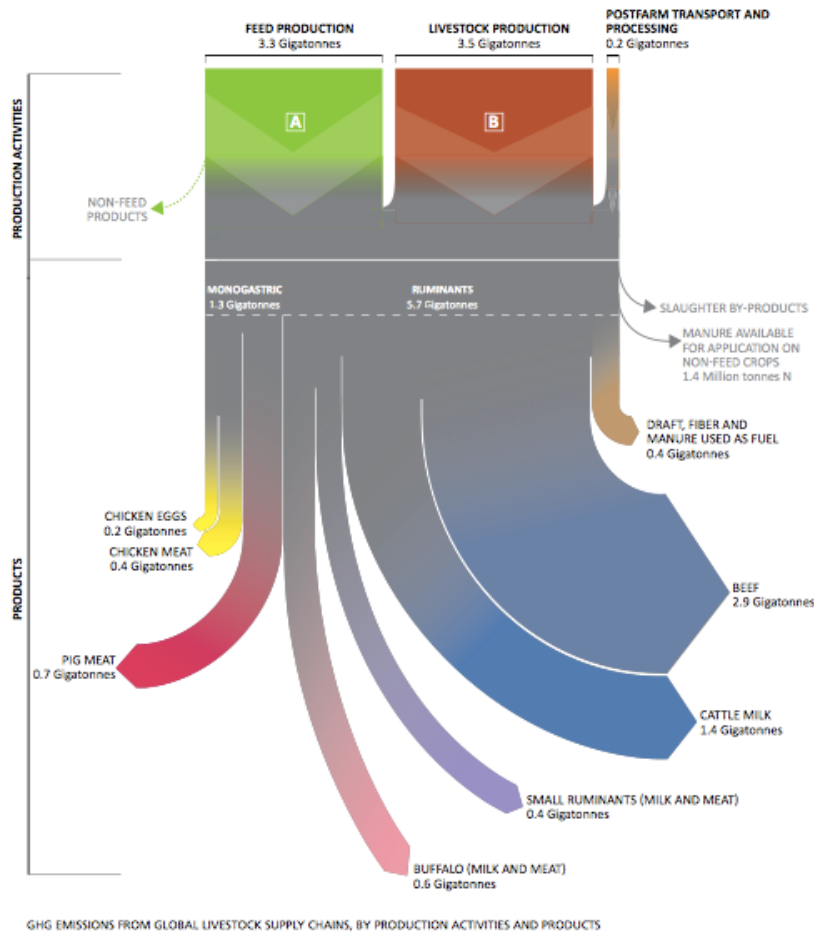 FEED PRODUCTION
3.3 Gigatonnes
LIVESTOCK PRODUCTION
3.5 Gigatonnes
POSTFARM TRANSPORT AND
PROCESSING
0.2 Gigatonnes
PRODUCTION ACTIVITIES
A
B
NON-FEED
PRODUCTS
MONOGASTRIC
1.3 Gigatonnes
RUMINANTS
5.7 Gigatonnes
SLAUGHTER BY-PRODUCTS
MANURE AVAILABLE
FOR APPLICATION ON
NON-FEED CROPS
1.4 Million tonnes N
DRAFT, FIBER AND
MANURE USED AS FUEL
0.4 Gigatonnes
PRODUCTS
CHICKEN EGGS
0.2 Gigatonnes
CHICKEN MEAT
0.4 Gigatonnes
BEEF
2.9 Gigatonnes
PIG MEAT
0.7 Gigatonnes
CATTLE MILK
1.4 Gigatonnes
SMALL RUMINANTS (MILK AND MEAT)
0.4 Gigatonnes
BUFFALO (MILK AND MEAT)
0.6 Gigatonnes
GHG EMISSIONS FROM GLOBAL LIVESTOCK SUPPLY CHAINS, BY PRODUCTION ACTIVITIES AND PRODUCTS